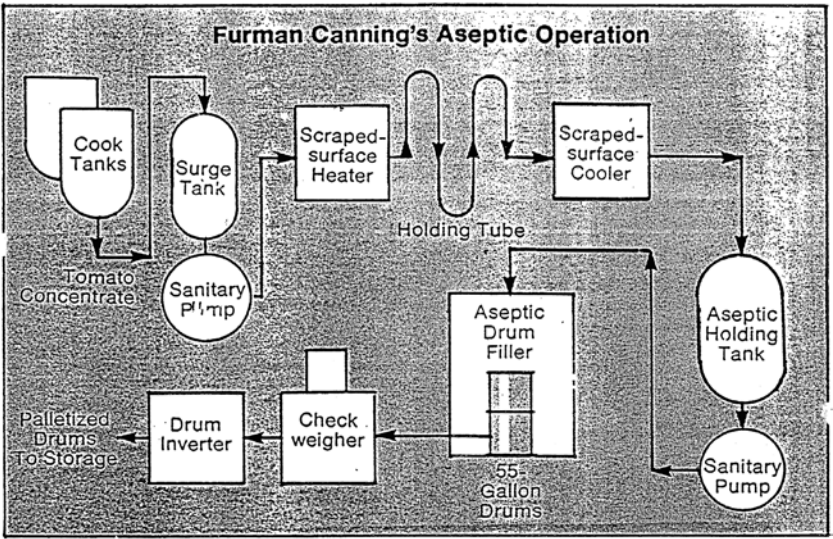 Furman Canning's Aseptic Operation
Cook
Tanks
Surge
Tank
Scraped-
surface
Heater
Scraped-
surface
Cooler
Holding Tube
Tomato
Concentrate
Sanitary
Pump
Aseptic
Drum
Filler
Aseptic
Holding
Tank
Palletized
Drums
To Storage
Drum
Inverter
Check
weigher
55-
Gallon
Drums
Sanitary
Pump